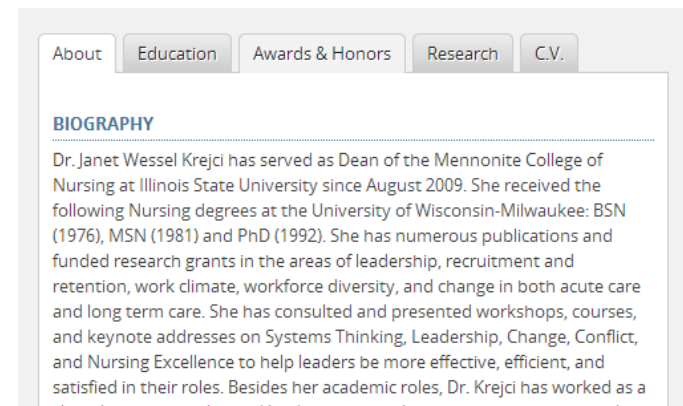 About Education Awards & Honors Research C.V.
BIOGRAPHY
Dr. Janet Wessel Krejci has served as Dean of the Mennonite College of
Nursing at Illinois State University since August 2009. She received the
following Nursing degrees at the University of Wisconsin-Milwaukee: BSN
(1976), MSN (1981) and PhD (1992). She has numerous publications and
funded research grants in the areas of leadership, recruitment and
retention, work climate, workforce diversity, and change in both acute care
and long term care. She has consulted and presented workshops, courses,
and keynote addresses on Systems Thinking, Leadership, Change, Conflict,
and Nursing Excellence to help leaders be more effective, efficient, and
satisfied in their roles. Besides her academic roles, Dr. Krejci has worked as a